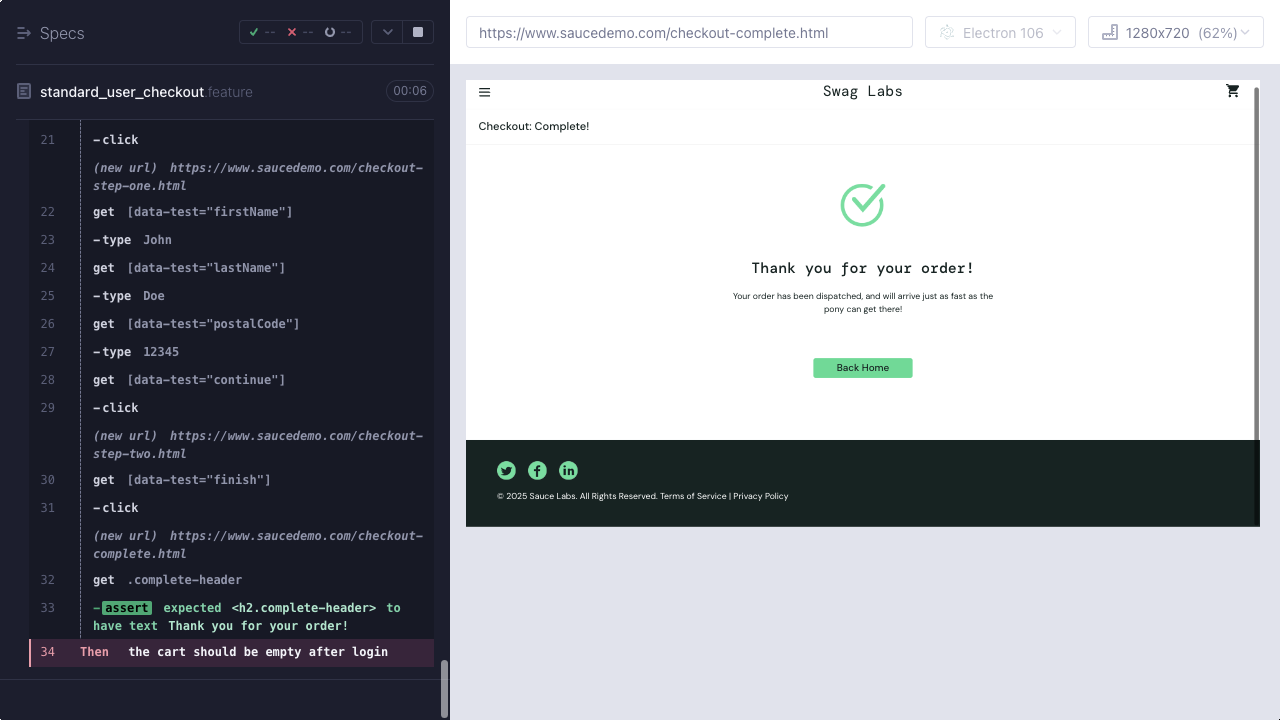 Specs
-- -- --
https://www.saucedemo.com/checkout-complete.html
Electron 106
1280x720 (62%)
standard_user_checkout.feature
00:06
21 -click
(new url) https://www.saucedemo.com/checkout-
step-one.html
22 get [data-test="firstName"]
23 -type John
24 get [data-test="lastName"]
25 -type Doe
26 get [data-test="postalCode"]
27 -type 12345
28 get [data-test="continue"]
29 -click
(new url) https://www.saucedemo.com/checkout-
step-two.html
30 get [data-test="finish"]
31 -click
(new url) https://www.saucedemo.com/checkout-
complete.html
32 get .complete-header
33 -assert expected <h2.complete-header> to
have text Thank you for your order!
34 Then the cart should be empty after login
Swag Labs
Checkout: Complete!
Thank you for your order!
Your order has been dispatched, and will arrive just as fast as the
pony can get there!
Back Home
© 2025 Sauce Labs. All Rights Reserved. Terms of Service | Privacy Policy